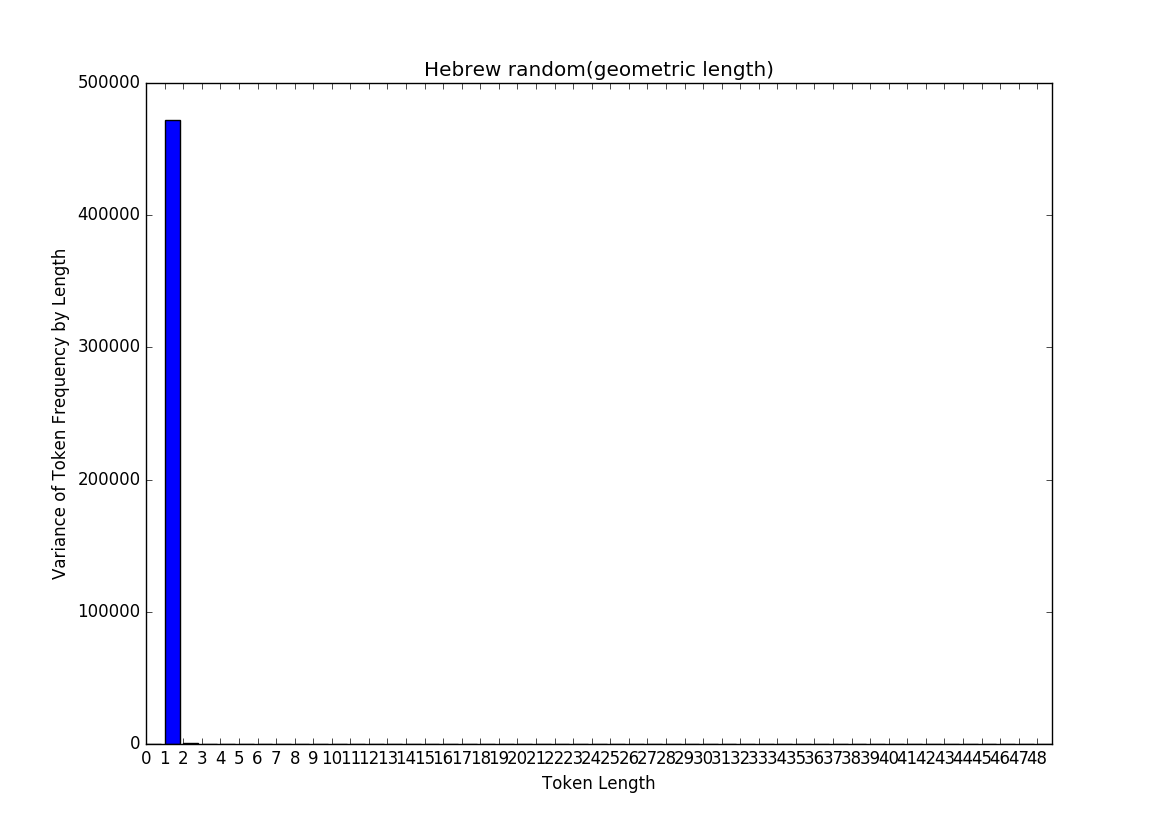 Hebrew random(geometric length)
500000
400000
300000
200000
100000
0
Variance of Token Frequency by Length
0 1 2 3 4 5 6 7 8 9 10 11 12 13 14 15 16 17 18 19 20 21 22 23 24 25 26 27 28 29 30 31 32 33 34 35 36 37 38 39 40 41 42 43 44 45 46 47 48
Token Length